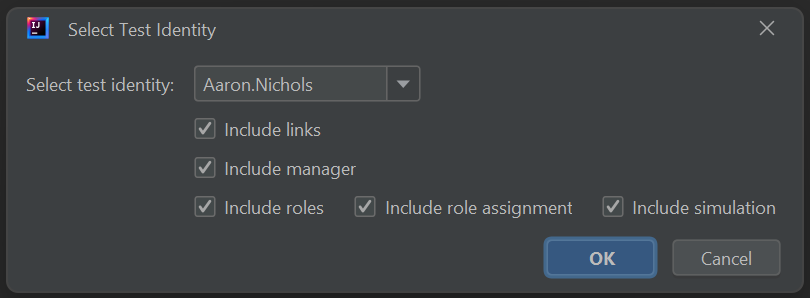 IJ
Select Test Identity
Select test identity: Aaron.Nichols
Include links
Include manager
Include roles Include role assignment Include simulation
OK Cancel